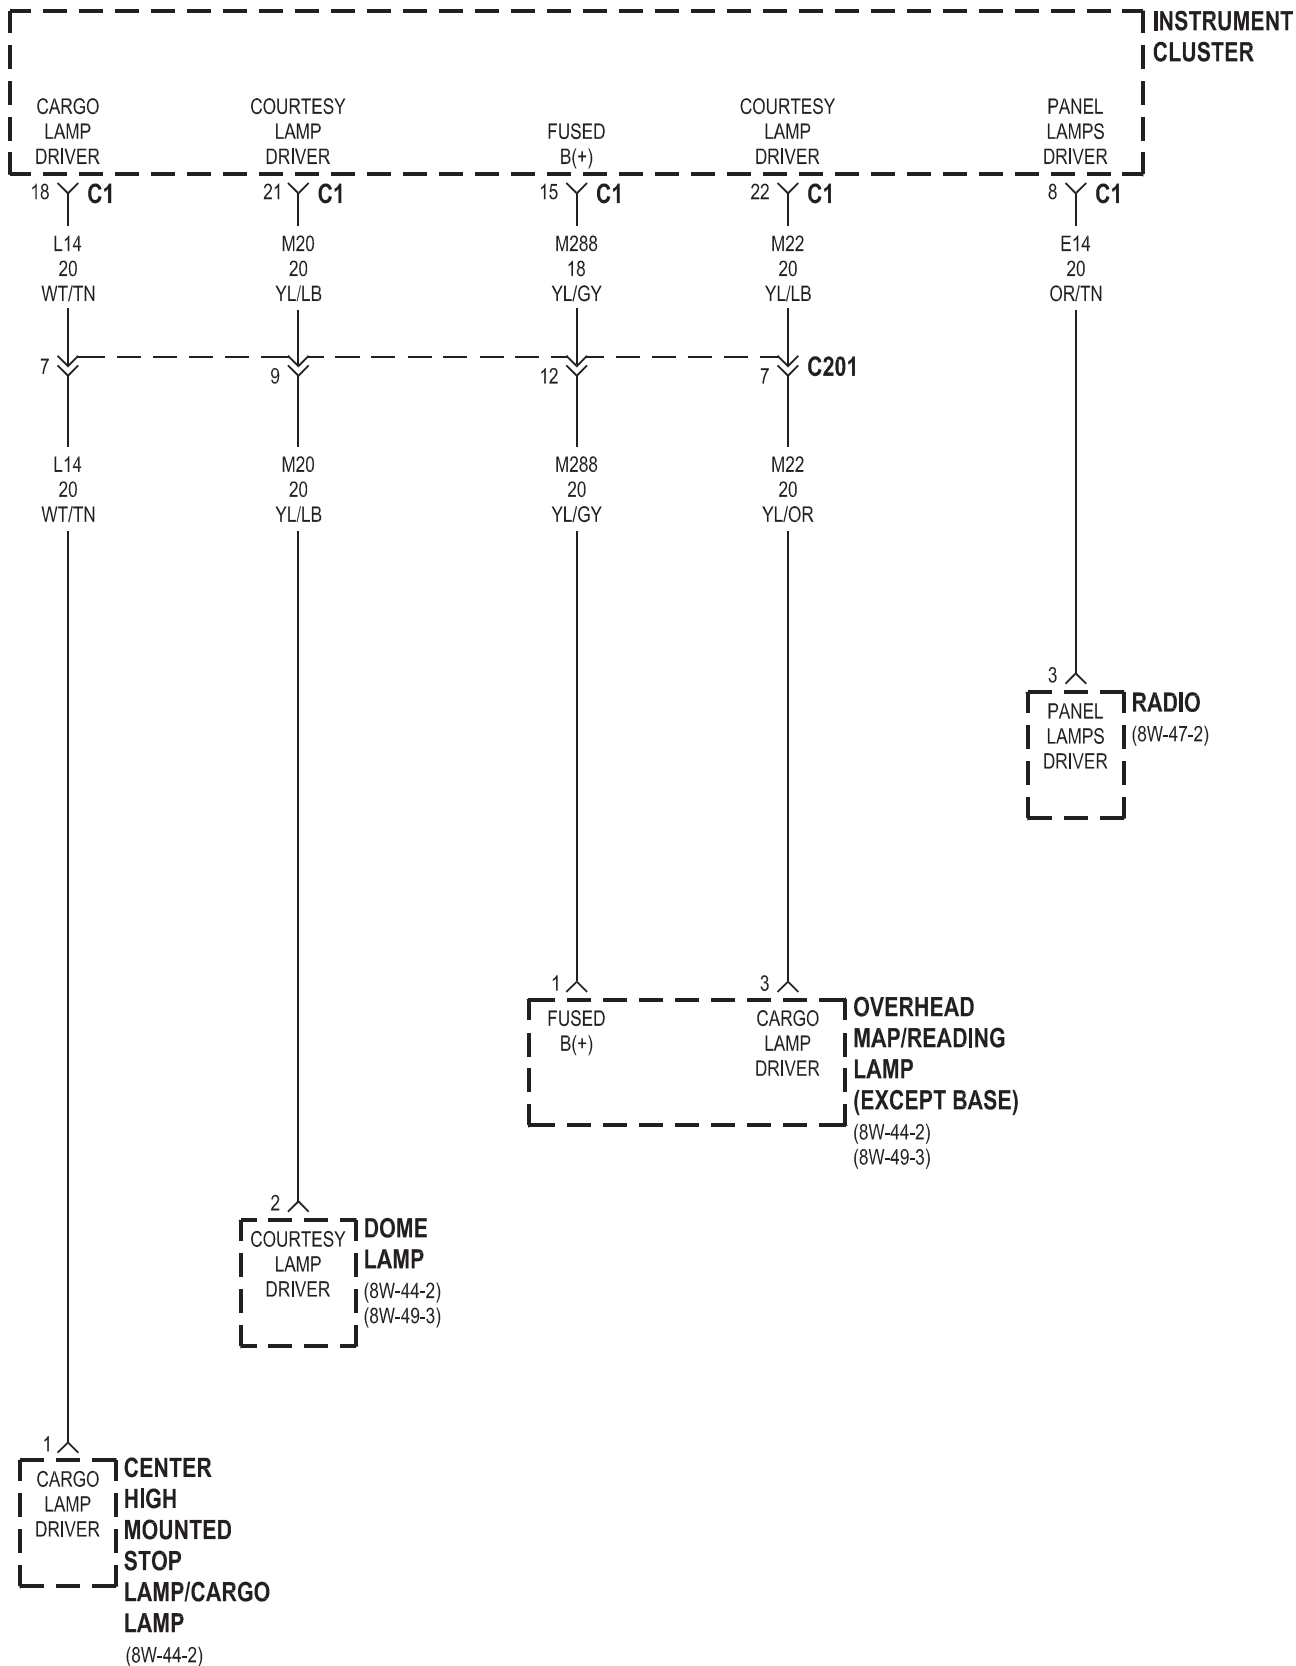 INSTRUMENT
CLUSTER
CARGO
LAMP
DRIVER
COURTESY
LAMP
DRIVER
FUSED
B(+)
COURTESY
LAMP
DRIVER
PANEL
LAMPS
DRIVER
18 C1
21 C1
15 C1
22 C1
8 C1
L14
20
WT/TN
M20
20
YL/LB
M288
18
YL/GY
M22
20
YL/LB
E14
20
OR/TN
7
9
12
7
C201
L14
20
WT/TN
M20
20
YL/LB
M288
20
YL/GY
M22
20
YL/OR
3
PANEL
LAMPS
DRIVER
RADIO
(8W-47-2)
1
FUSED
B(+)
3
CARGO
LAMP
DRIVER
OVERHEAD
MAP/READING
LAMP
(EXCEPT BASE)
(8W-44-2)
(8W-49-3)
2
COURTESY
LAMP
DRIVER
DOME
LAMP
(8W-44-2)
(8W-49-3)
1
CARGO
LAMP
DRIVER
CENTER
HIGH
MOUNTED
STOP
LAMP/CARGO
LAMP
(8W-44-2)